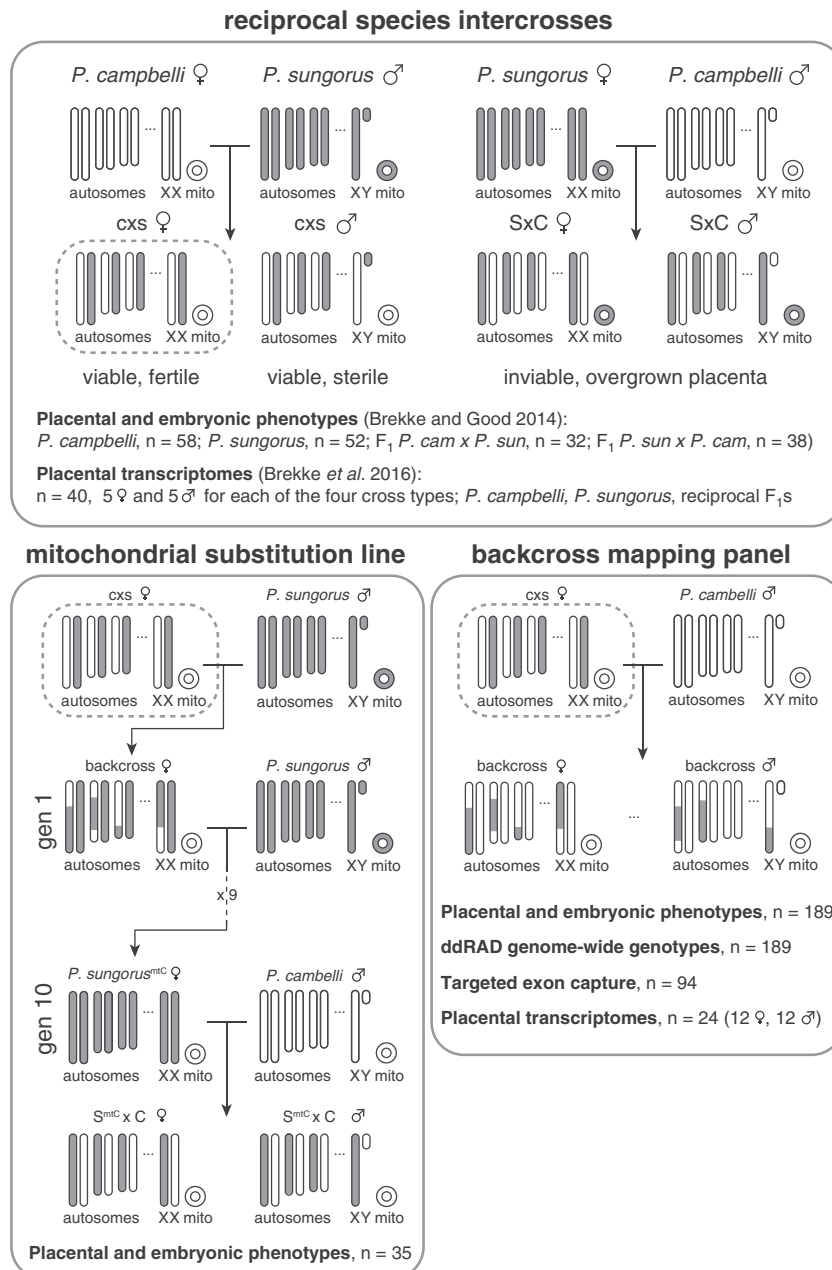 reciprocal species intercrosses
P. campbelli ♀
P. sungorus ♂
P. sungorus ♀
P. campbelli ♂
...
...
...
...
autosomes XX mito
autosomes XY mito
autosomes XX mito
autosomes XY mito
cxs ♀
cxs ♂
SxC ♀
SxC ♂
...
...
...
...
autosomes XX mito
autosomes XY mito
autosomes XX mito
autosomes XY mito
viable, fertile
viable, sterile
inviable, overgrown placenta
Placental and embryonic phenotypes (Brekke and Good 2014):
P. campbelli, n = 58; P. sungorus, n = 52; F1 P. cam x P. sun, n = 32; F1 P. sun x P. cam, n = 38)
Placental transcriptomes (Brekke et al. 2016):
n = 40, 5♀ and 5♂ for each of the four cross types; P. campbelli, P. sungorus, reciprocal F1s
mitochondrial substitution line
cxs ♀
P. sungorus ♂
...
...
autosomes XX mito
autosomes XY mito
gen 1
backcross ♀
P. sungorus ♂
...
...
autosomes XX mito
autosomes XY mito
x 9
gen 10
P. sungorusmtC ♀
P. cambelli ♂
...
...
autosomes XX mito
autosomes XY mito
SmtC x C ♀
SmtC x C ♂
...
...
autosomes XX mito
autosomes XY mito
Placental and embryonic phenotypes, n = 35
backcross mapping panel
cxs ♀
P. cambelli ♂
...
...
autosomes XX mito
autosomes XY mito
backcross ♀
backcross ♂
...
...
...
autosomes XX mito
autosomes XY mito
Placental and embryonic phenotypes, n = 189
ddRAD genome-wide genotypes, n = 189
Targeted exon capture, n = 94
Placental transcriptomes, n = 24 (12 ♀, 12 ♂)